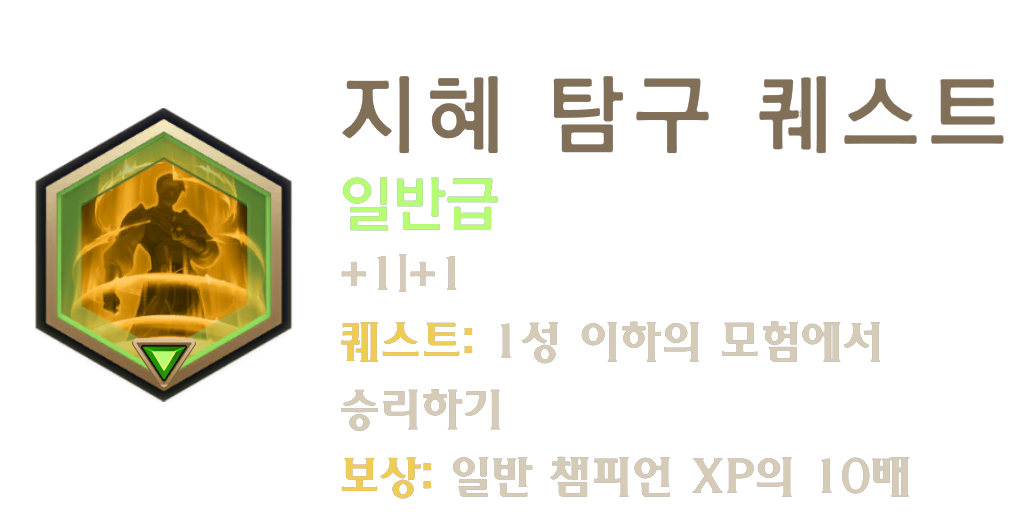 지혜 탐구 퀘스트
일반급
+1|+1
퀘스트: 1성 이하의 모험에서
승리하기
보상: 일반 챔피언 XP의 10배